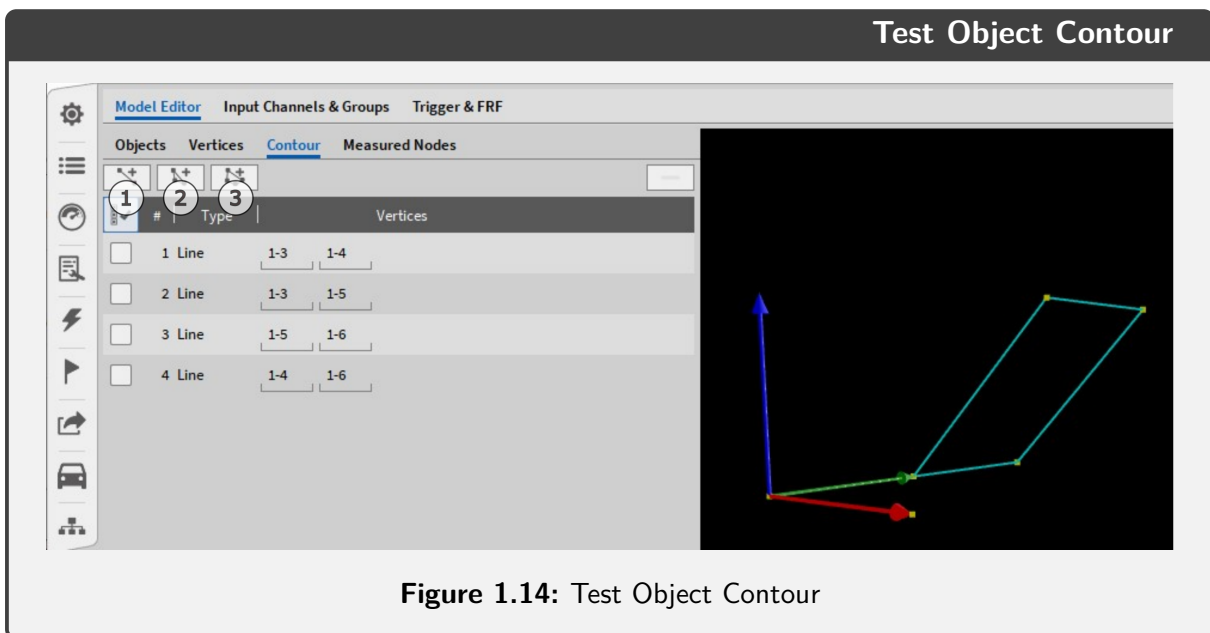 Test Object Contour
Model Editor Input Channels & Groups Trigger & FRF
Objects Vertices Contour Measured Nodes
1 2 3
# Type Vertices
1 Line 1-3 1-4
2 Line 1-3 1-5
3 Line 1-5 1-6
4 Line 1-4 1-6
Figure 1.14: Test Object Contour